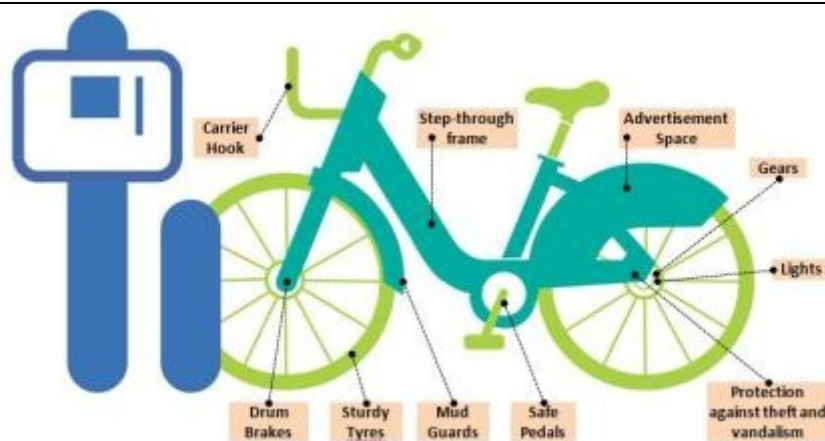 Carrier
Hook
Step-through
frame
Advertisement
Space
Gears
Lights
Drum
Brakes
Sturdy
Tyres
Mud
Guards
Safe
Pedals
Protection
against theft and
vandalism